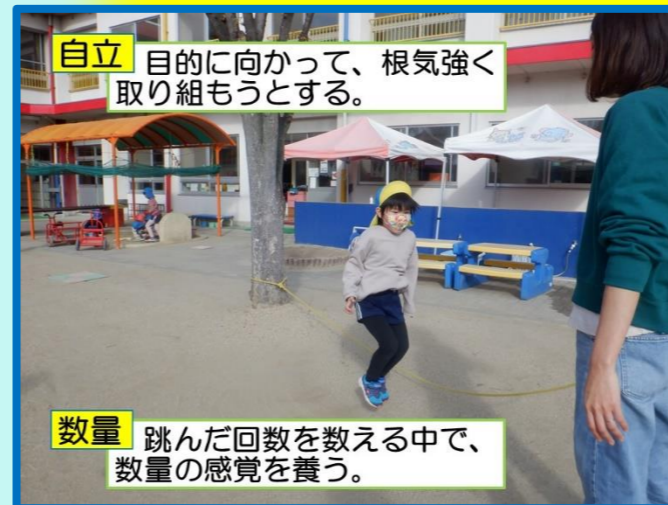 自立 目的に向かって、根気強く
取り組もうとする。
数量 跳んだ回数を数える中で、
数量の感覚を養う。